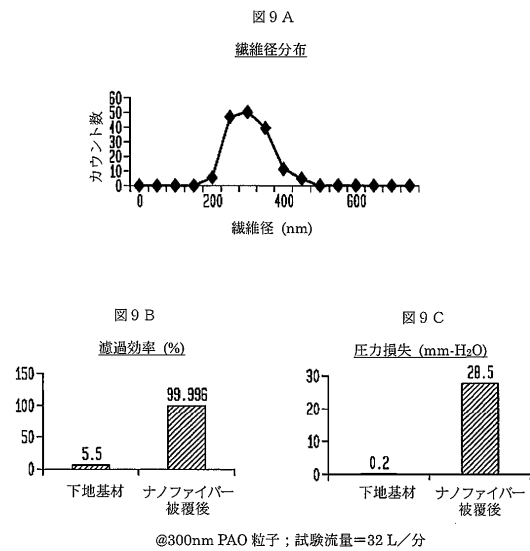 図9A
繊維径分布
60
50
40
30
20
10
0
カウント数
0 200 400 600
繊維径 (nm)
図9B
濾過効率 (%)
150
100
50
0
5.5
99.996
下地基材 ナノファイバー
被覆後
図9C
圧力損失 (mm-H2O)
30
20
10
0
0.2
28.5
下地基材 ナノファイバー
被覆後
@300nm PAO 粒子；試験流量＝32 L／分